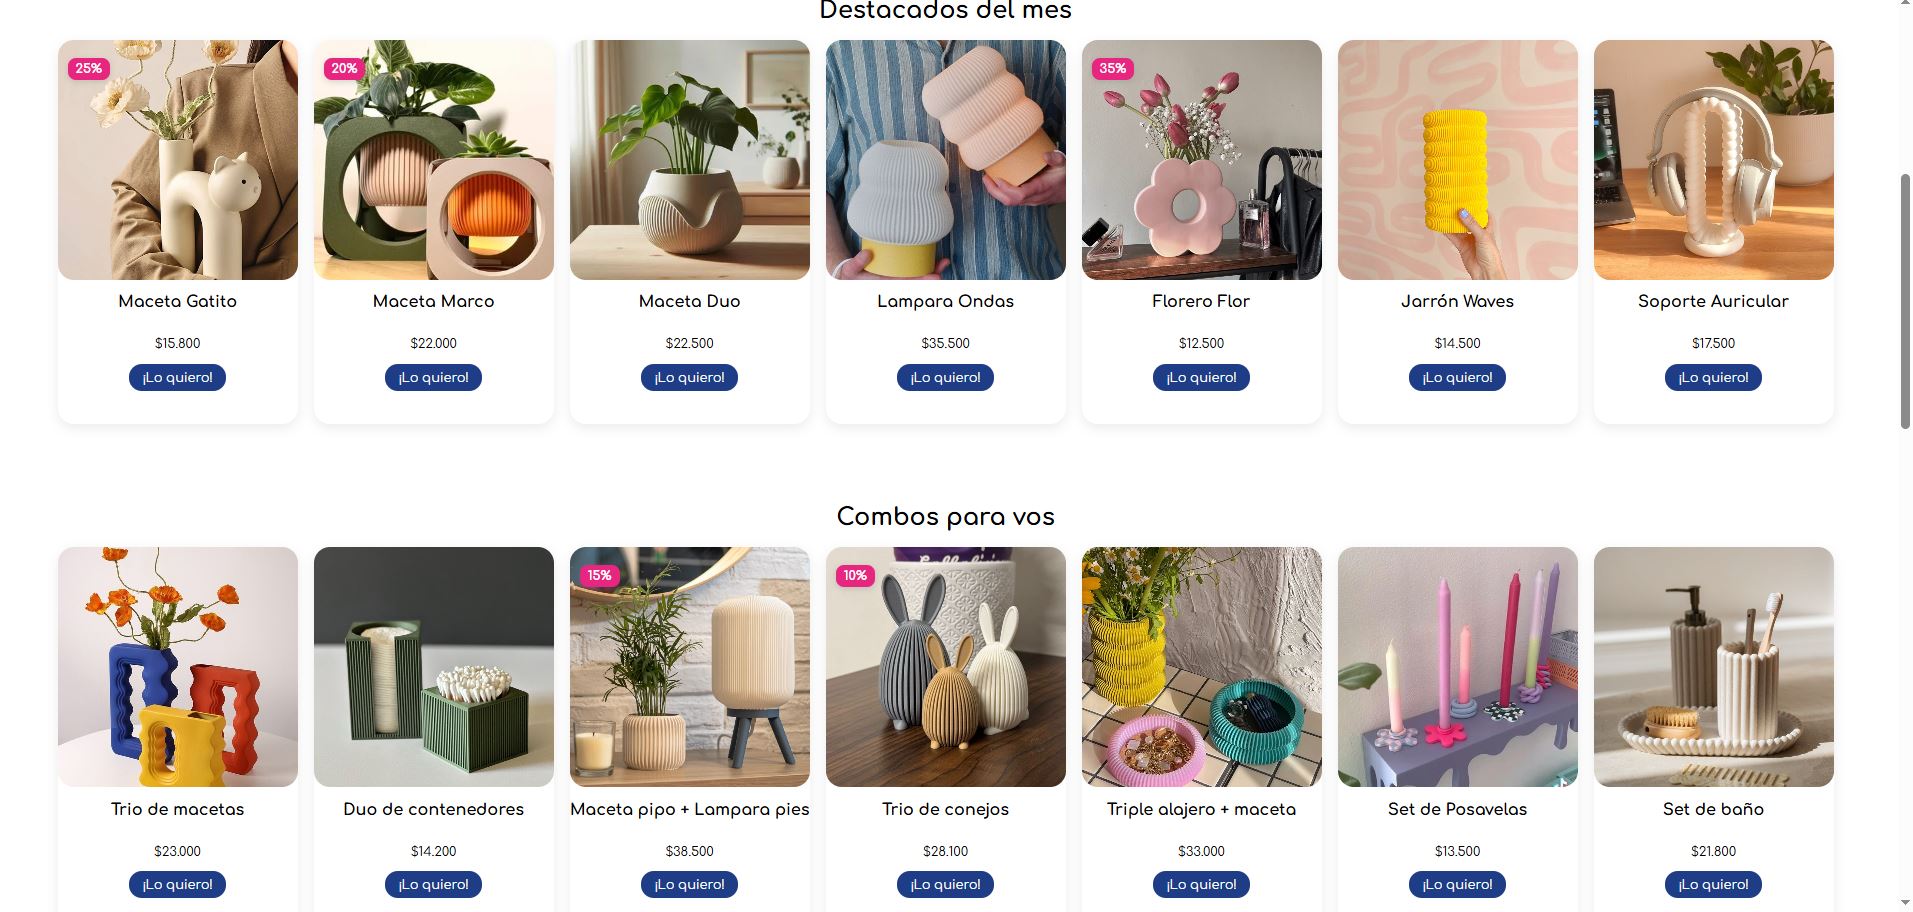 Destacados del mes
25%
20%
35%
Maceta Gatito
Maceta Marco
Maceta Duo
Lampara Ondas
Florero Flor
Jarrón Waves
Soporte Auricular
$15.800
$22.000
$22.500
$35.500
$12.500
$14.500
$17.500
¡Lo quiero!
¡Lo quiero!
¡Lo quiero!
¡Lo quiero!
¡Lo quiero!
¡Lo quiero!
¡Lo quiero!
Combos para vos
15%
10%
Trio de macetas
Duo de contenedores
Maceta pipo + Lampara pies
Trio de conejos
Triple alajero + maceta
Set de Posavelas
Set de baño
$23.000
$14.200
$38.500
$28.100
$33.000
$13.500
$21.800
¡Lo quiero!
¡Lo quiero!
¡Lo quiero!
¡Lo quiero!
¡Lo quiero!
¡Lo quiero!
¡Lo quiero!